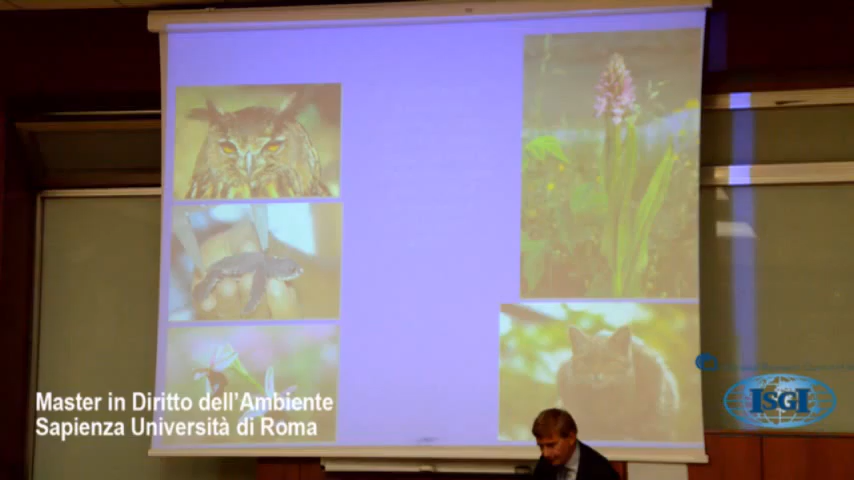 Master in Diritto dell'Ambiente
Sapienza Università di Roma
ISGI